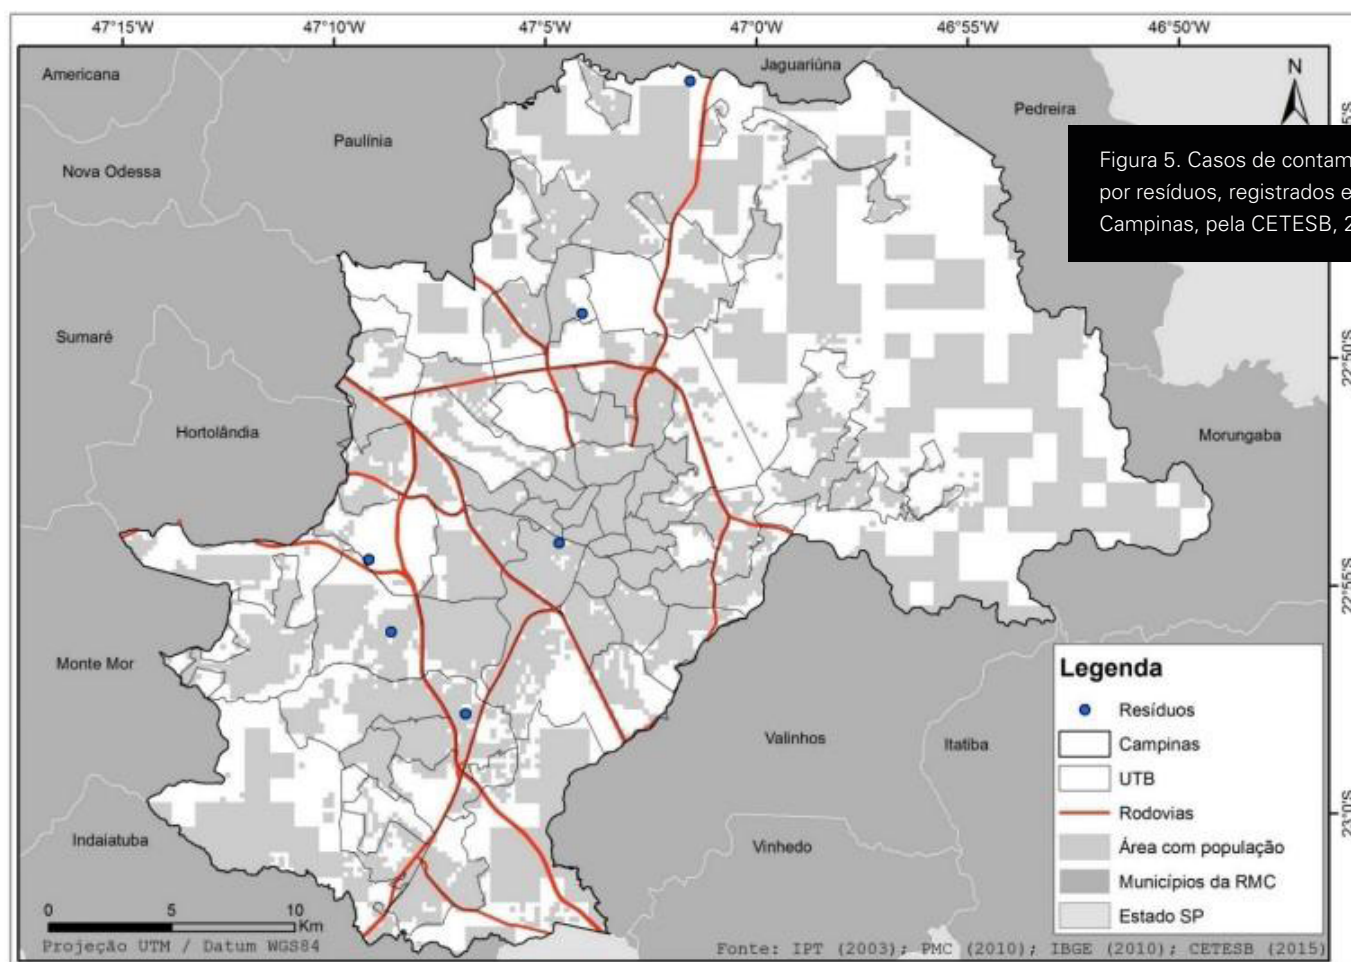 47°15'W 47°10'W 47°5'W 47°0'W 46°55'W 46°50'W
Americana
Jaguariúna
N
Pedreira
Paulínia
Nova Odessa
Figura 5. Casos de contam
por resíduos, registrados e
Campinas, pela CETESB, 2
Sumaré
22°50'S
Hortolândia
Morungaba
22°55'S
Monte Mor
Valinhos
Itatiba
Indaiatuba
Vinhedo
23°0'S
Legenda
Resíduos
Campinas
UTB
Rodovias
Área com população
Municípios da RMC
Estado SP
0 5 10
Km
Projeção UTM / Datum WGS84
Fonte: IPT (2003); PMC (2010); IBGE (2010); CETESB (2015)